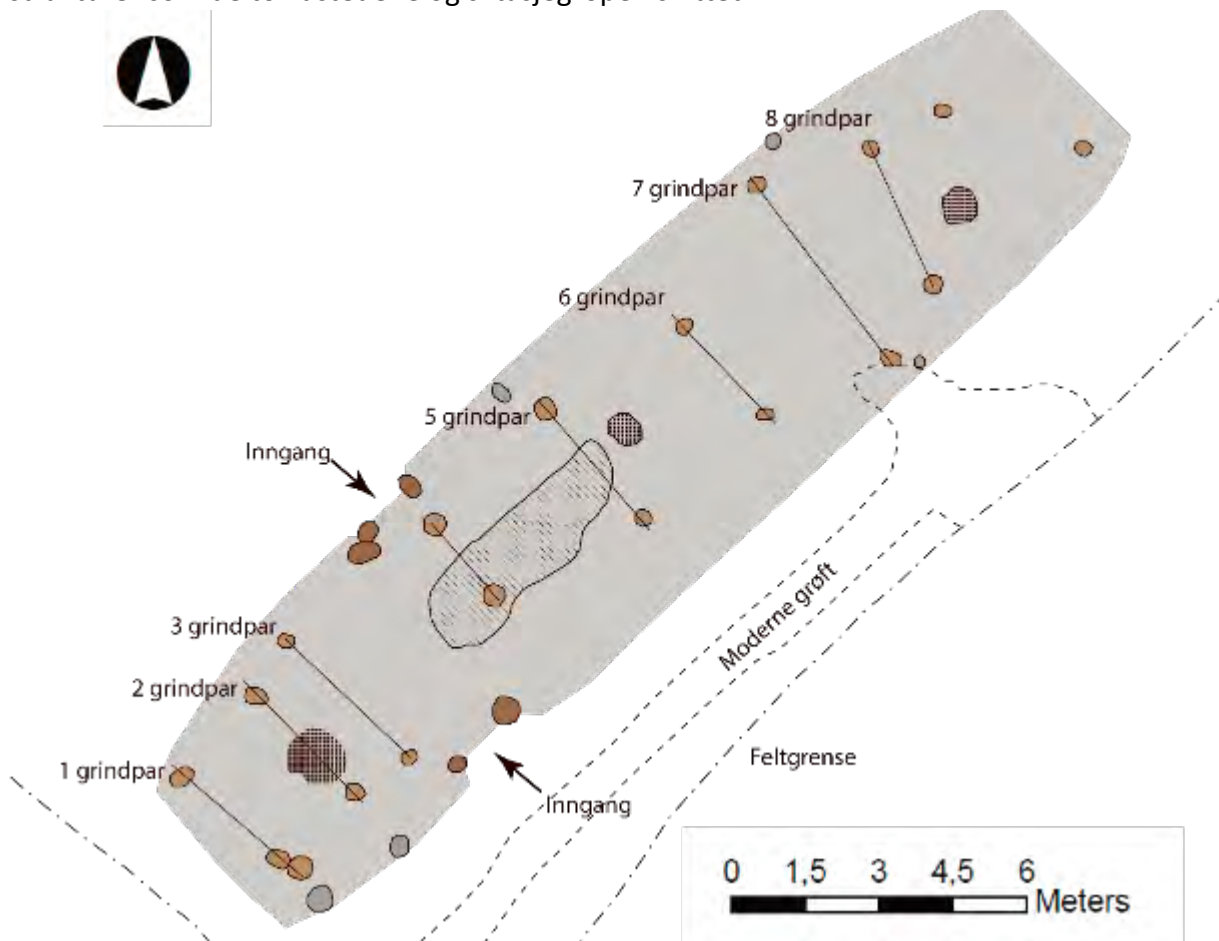 8 grindpar
7 grindpar
6 grindpar
5 grindpar
Inngang
3 grindpar
2 grindpar
1 grindpar
Moderne grøft
Feltgrense
Inngang
0 1,5 3 4,5 6
Meters